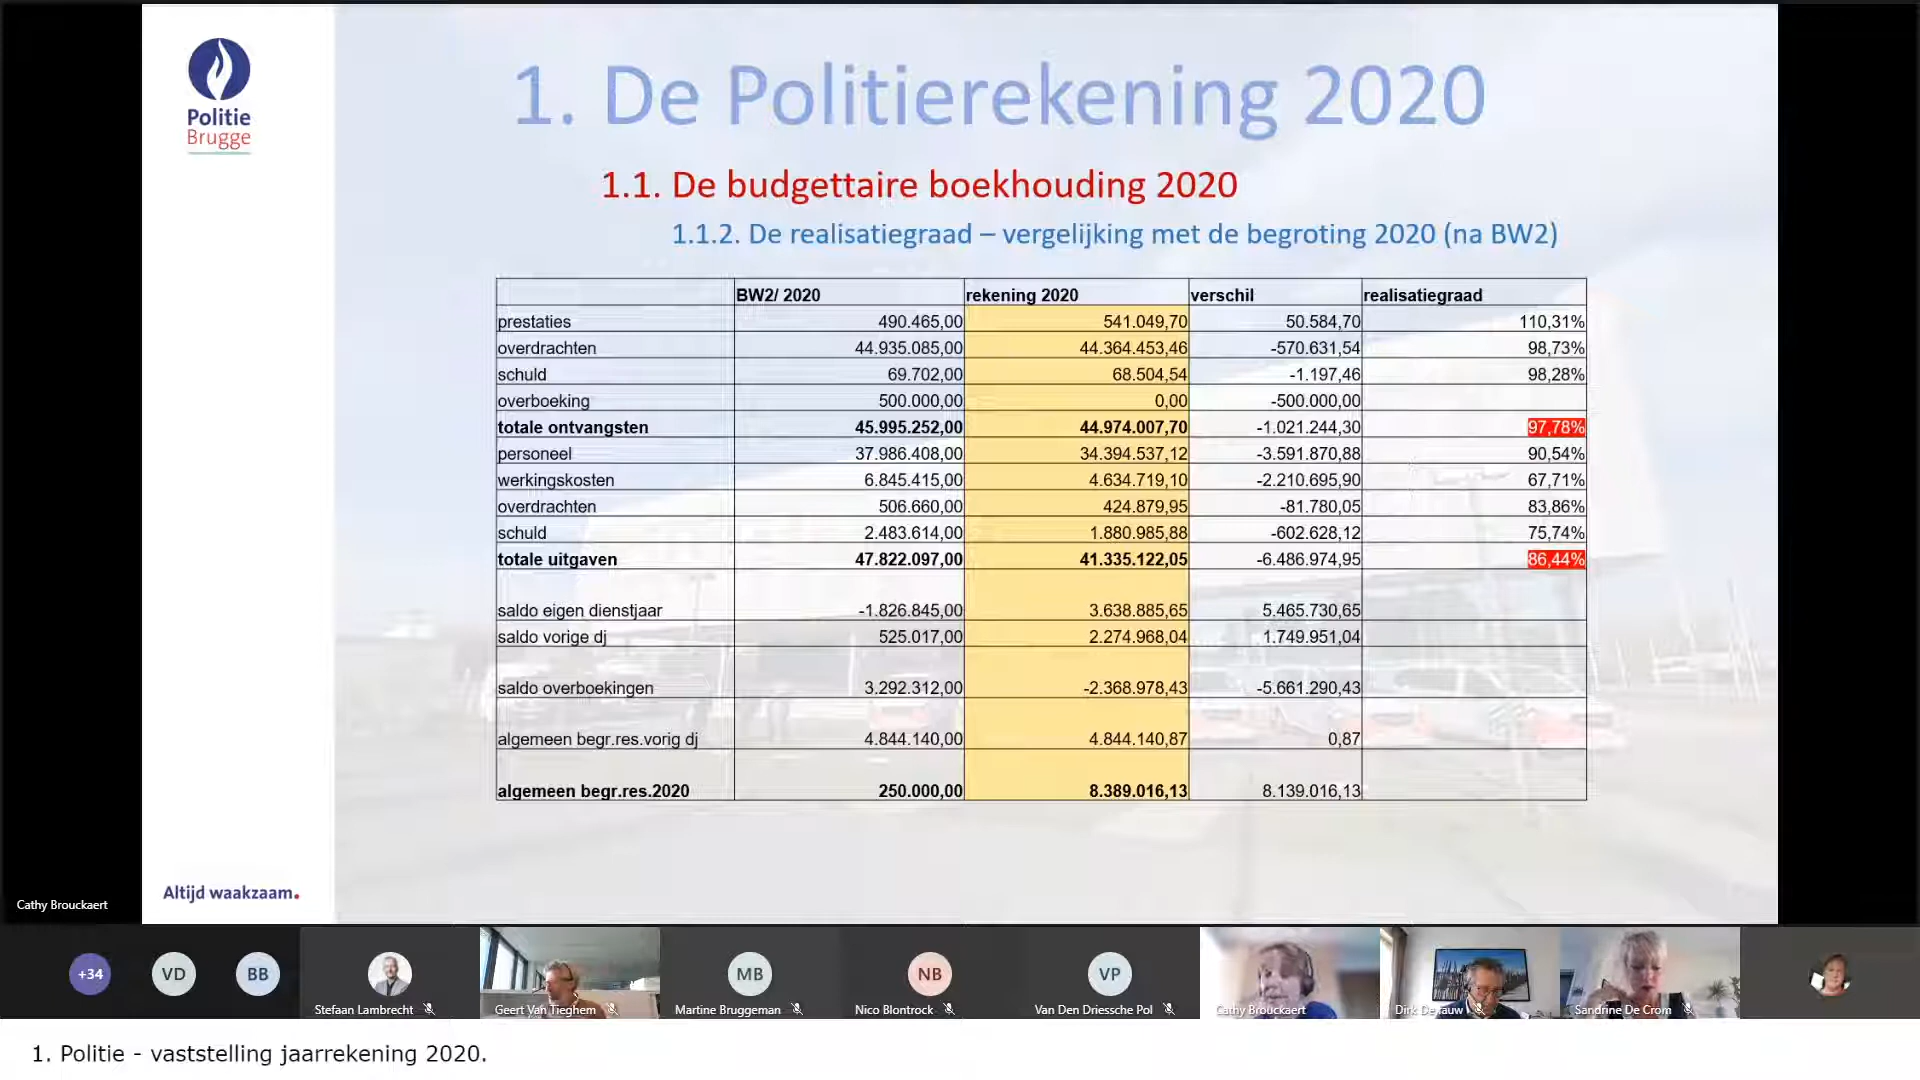 Politie
Brugge
1. De Politierekening 2020
1.1. De budgettaire boekhouding 2020
1.1.2. De realisatiegraad – vergelijking met de begroting 2020 (na BW2)
BW2/ 2020 rekening 2020 verschil realisatiegraad
prestaties 490.465,00 541.049,70 50.584,70 110,31%
overdrachten 44.935.085,00 44.364.453,46 -570.631,54 98,73%
schuld 69.702,00 68.504,54 -1.197,46 98,28%
overboeking 500.000,00 0,00 -500.000,00
totale ontvangsten 45.995.252,00 44.974.007,70 -1.021.244,30 97,78%
personeel 37.986.408,00 34.394.537,12 -3.591.870,88 90,54%
werkingskosten 6.845.415,00 4.634.719,10 -2.210.695,90 67,71%
overdrachten 506.660,00 424.879,95 -81.780,05 83,86%
schuld 2.483.614,00 1.880.985,88 -602.628,12 75,74%
totale uitgaven 47.822.097,00 41.335.122,05 -6.486.974,95 86,44%
saldo eigen dienstjaar -1.826.845,00 3.638.885,65 5.465.730,65
saldo vorige dj 525.017,00 2.274.968,04 1.749.951,04
saldo overboekingen 3.292.312,00 -2.368.978,43 -5.661.290,43
algemeen begr.res.vorig dj 4.844.140,00 4.844.140,87 0,87
algemeen begr.res.2020 250.000,00 8.389.016,13 8.139.016,13
Altijd waakzaam.
Cathy Brouckaert
+34 VD BB MB NB VP
Stefaan Lambrecht Geert Van Tieghem Martine Bruggeman Nico Blontrock Van Den Driessche Pol Cathy Brouckaert Dirk De fauw Sandrine De Crom
1. Politie - vaststelling jaarrekening 2020.